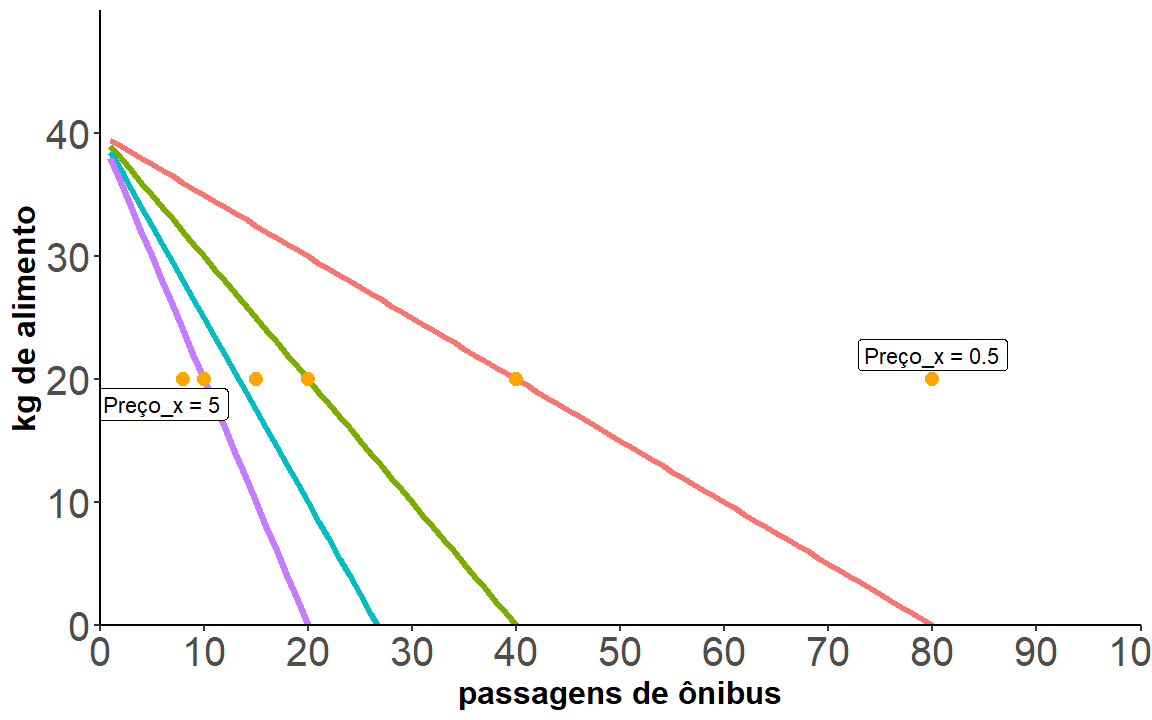 40
30
20
10
0
kg de alimento
Preço_x = 0.5
Preço_x = 5
0 10 20 30 40 50 60 70 80 90 10
passagens de ônibus